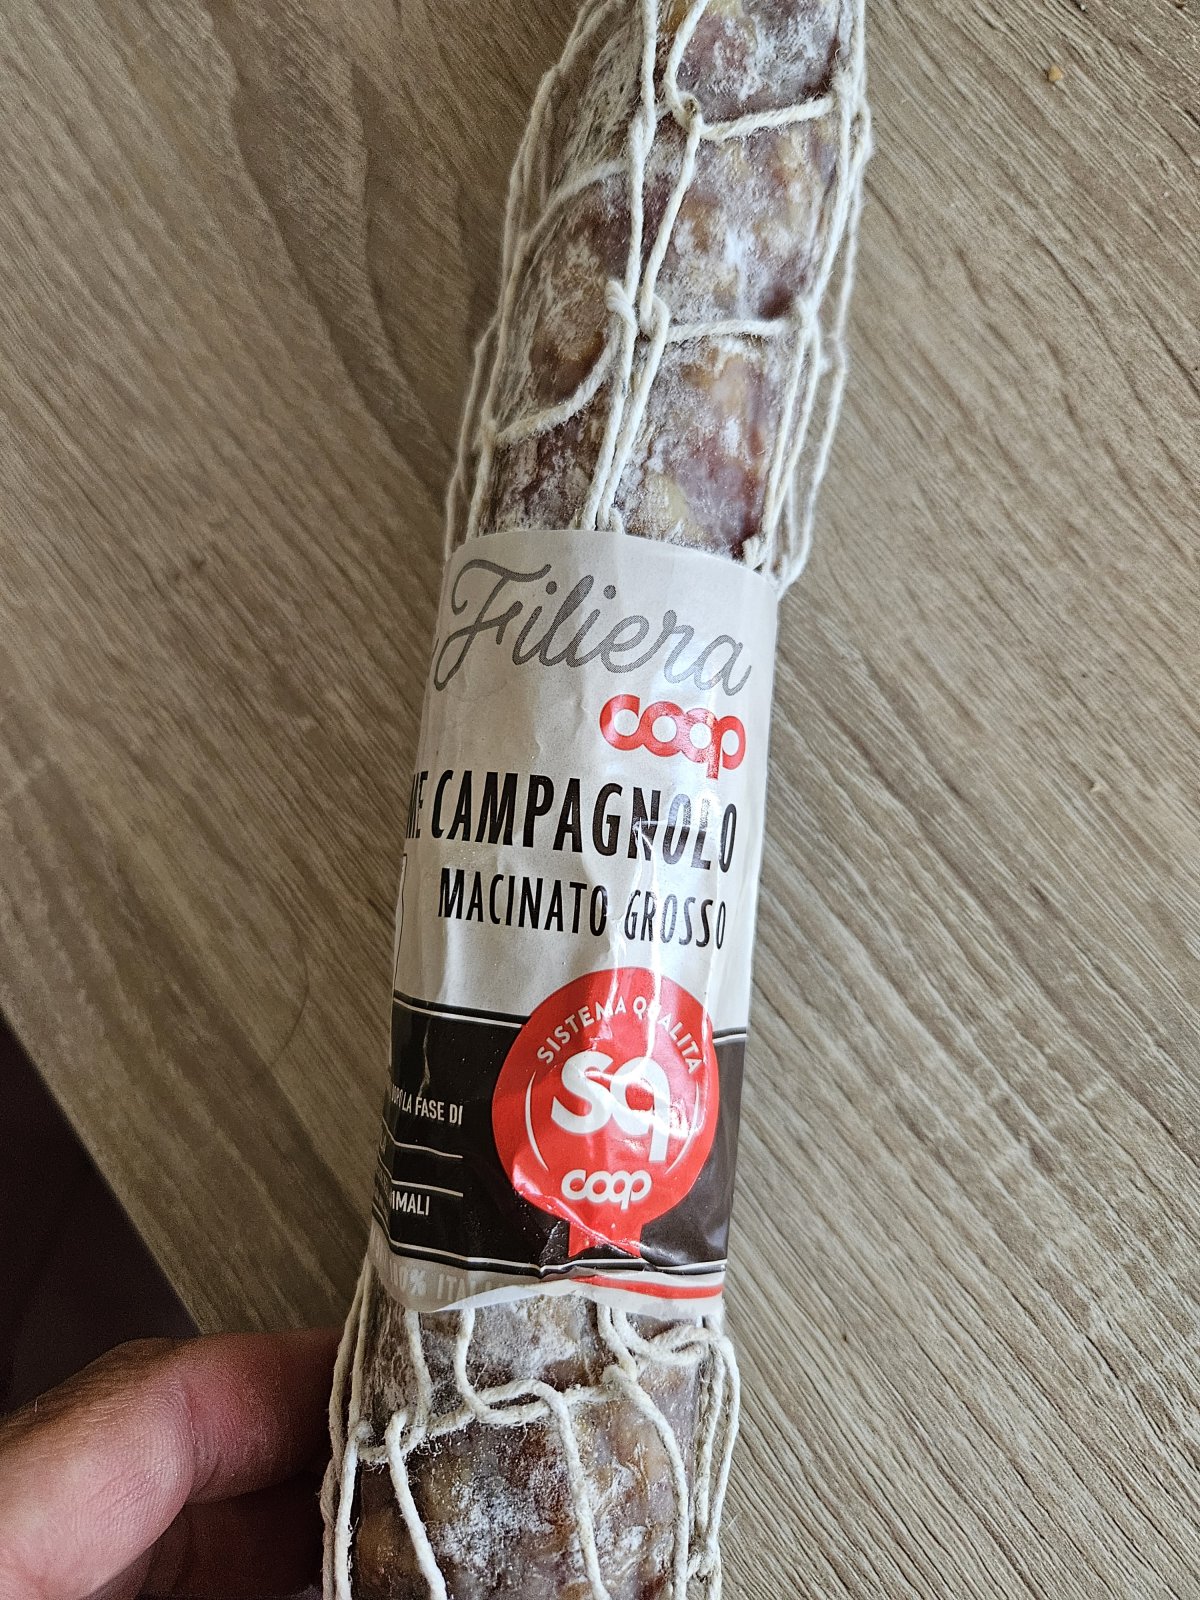 Filiera
coop
CAMPAGNOLO
MACINATO GROSSO
SISTEMA QUALITÀ
sq
coop
LA FASE DI